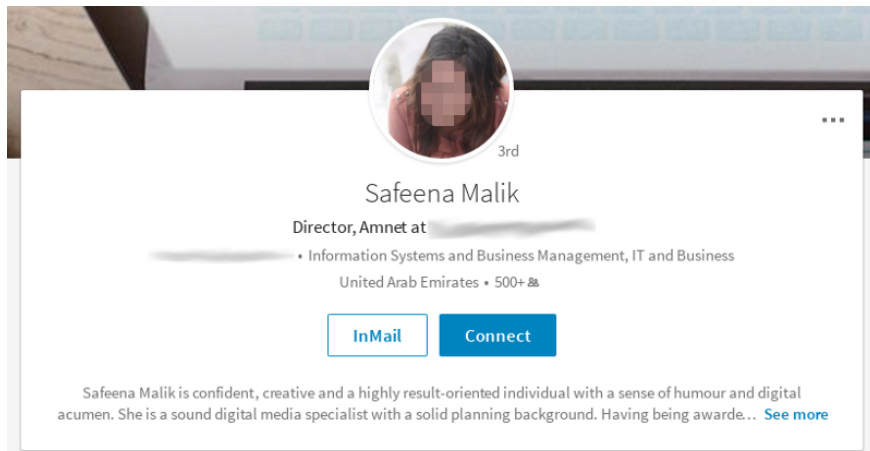 3rd
Safeena Malik
Director, Amnet at
• Information Systems and Business Management, IT and Business
United Arab Emirates • 500+
InMail
Connect
Safeena Malik is confident, creative and a highly result-oriented individual with a sense of humour and digital
acumen. She is a sound digital media specialist with a solid planning background. Having being awarde... See more